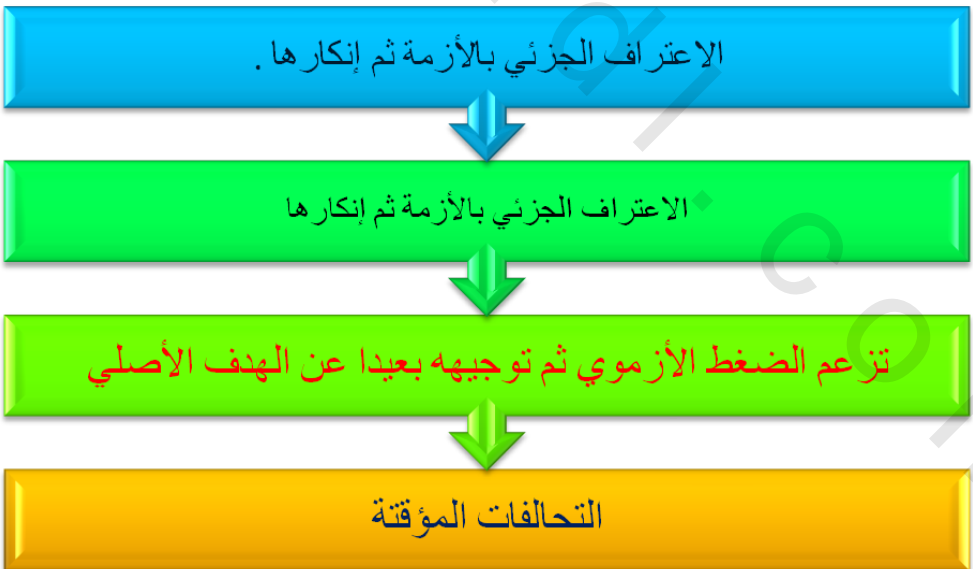 الاعتراف الجزئي بالأزمة ثم إنكارها .
الاعتراف الجزئي بالأزمة ثم إنكارها
تزعم الضغط الأزموي ثم توجيهه بعيدا عن الهدف الأصلي
التحالفات المؤقتة